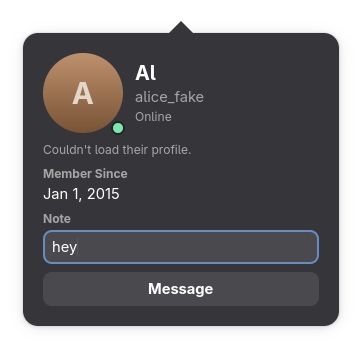 A
Al
alice_fake
Online
Couldn't load their profile.
Member Since
Jan 1, 2015
Note
hey
Message